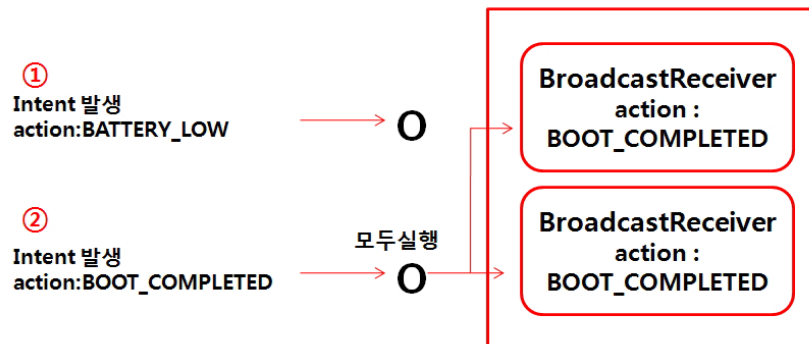 ①
Intent 발생
action:BATTERY_LOW
O
②
Intent 발생
action:BOOT_COMPLETED
모두실행
O
BroadcastReceiver
action :
BOOT_COMPLETED
BroadcastReceiver
action :
BOOT_COMPLETED